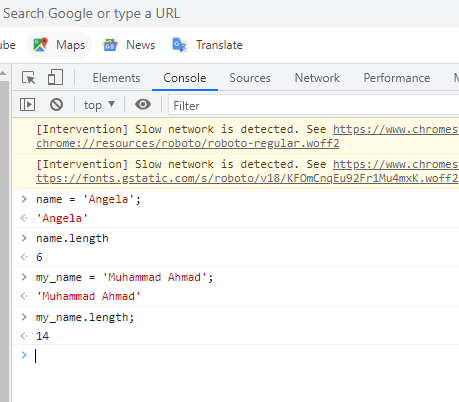 Search Google or type a URL
ube Maps News Translate
Elements Console Sources Network Performance M
top Filter
[Intervention] Slow network is detected. See https://www.chromes
chrome://resources/roboto/roboto-regular.woff2
[Intervention] Slow network is detected. See https://www.chromes
ttps://fonts.gstatic.com/s/roboto/v18/KFOmCnqEu92Fr1Mu4mxK.woff2
> name = 'Angela';
'Angela'
> name.length
6
> my_name = 'Muhammad Ahmad';
'Muhammad Ahmad'
> my_name.length;
14
>